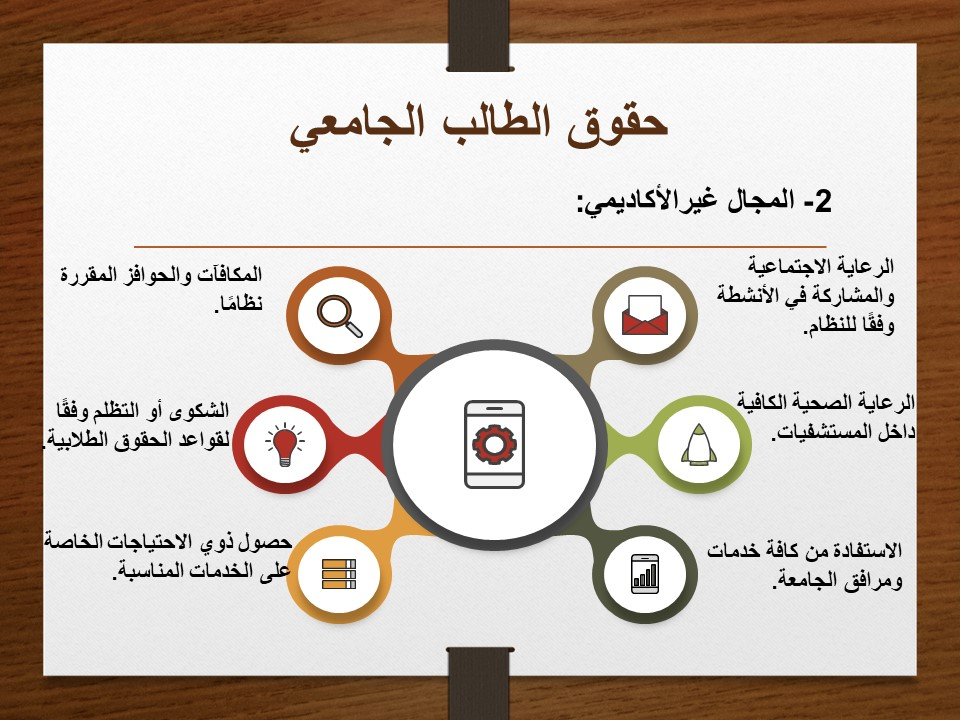 حقوق الطالب الجامعي
2- المجال غيرالأكاديمي:
الرعاية الاجتماعية
والمشاركة في الأنشطة
وفقًا للنظام.
الرعاية الصحية الكافية
داخل المستشفيات.
الاستفادة من كافة خدمات
ومرافق الجامعة.
المكافآت والحوافز المقررة
نظامًا.
الشكوى أو التظلم وفقًا
لقواعد الحقوق الطلابية.
حصول ذوي الاحتياجات الخاصة
على الخدمات المناسبة.